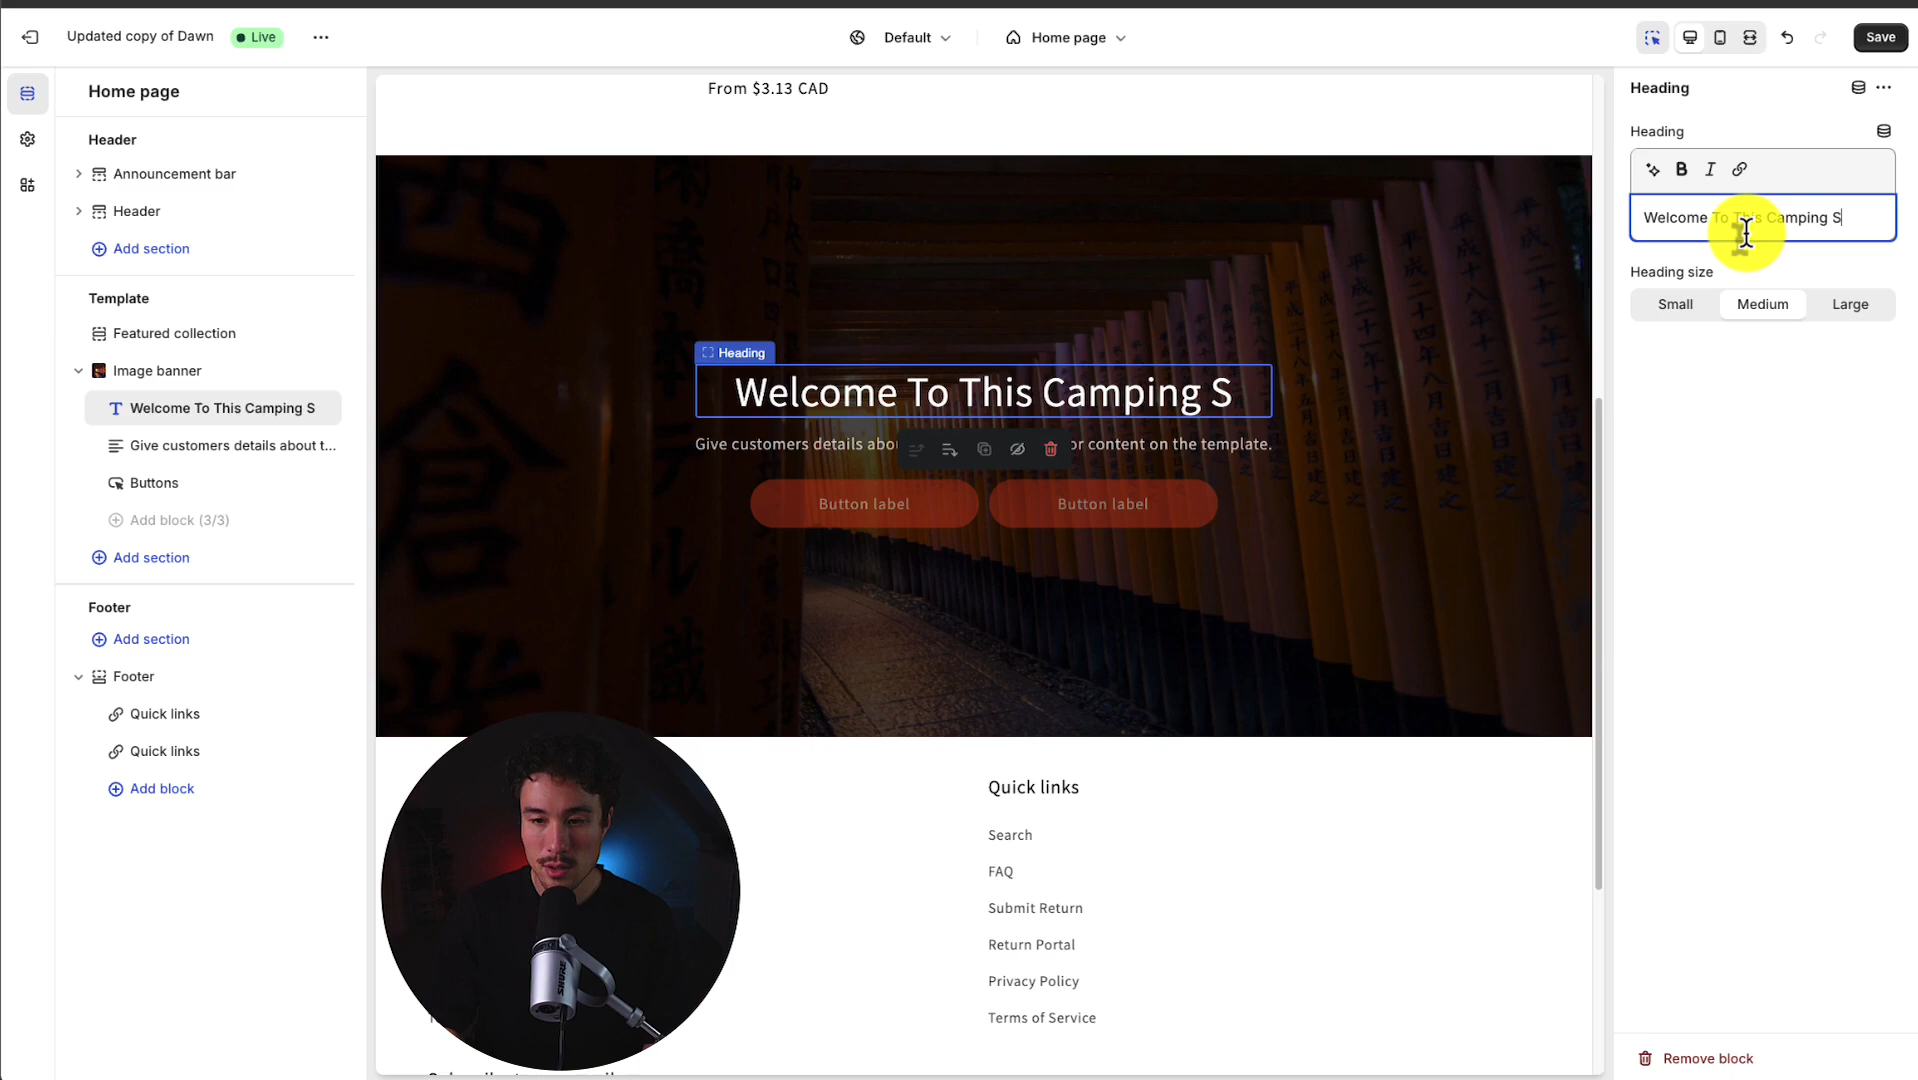 Updated copy of Dawn
Live
Default
Home page
Save
Home page
Header
Announcement bar
Header
Add section
Template
Featured collection
Image banner
Welcome To This Camping S
Give customers details about t...
Buttons
Add block (3/3)
Add section
Footer
Add section
Footer
Quick links
Quick links
Add block
From $3.13 CAD
Heading
Welcome To This Camping S
Give customers details abo
or content on the template.
Button label
Button label
Quick links
Search
FAQ
Submit Return
Return Portal
Privacy Policy
Terms of Service
SHURE
Heading
Heading
B I
Welcome To This Camping S
Heading size
Small
Medium
Large
Remove block